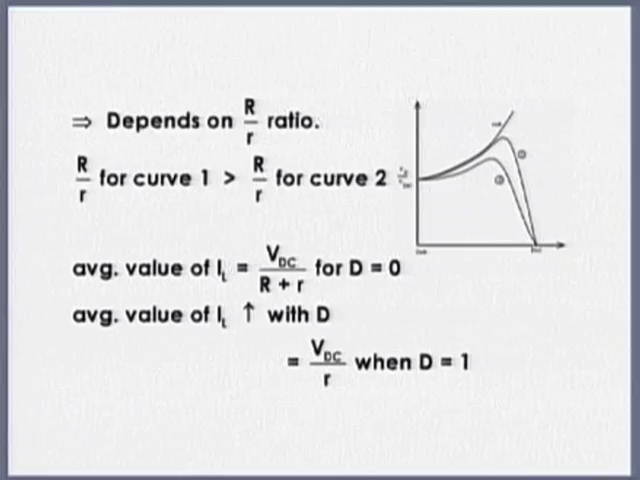 ⇒ Depends on R/r ratio.
R/r for curve 1 > R/r for curve 2
avg. value of I_L = V_DC/(R + r) for D = 0
avg. value of I_L ↑ with D
= V_DC/r when D = 1